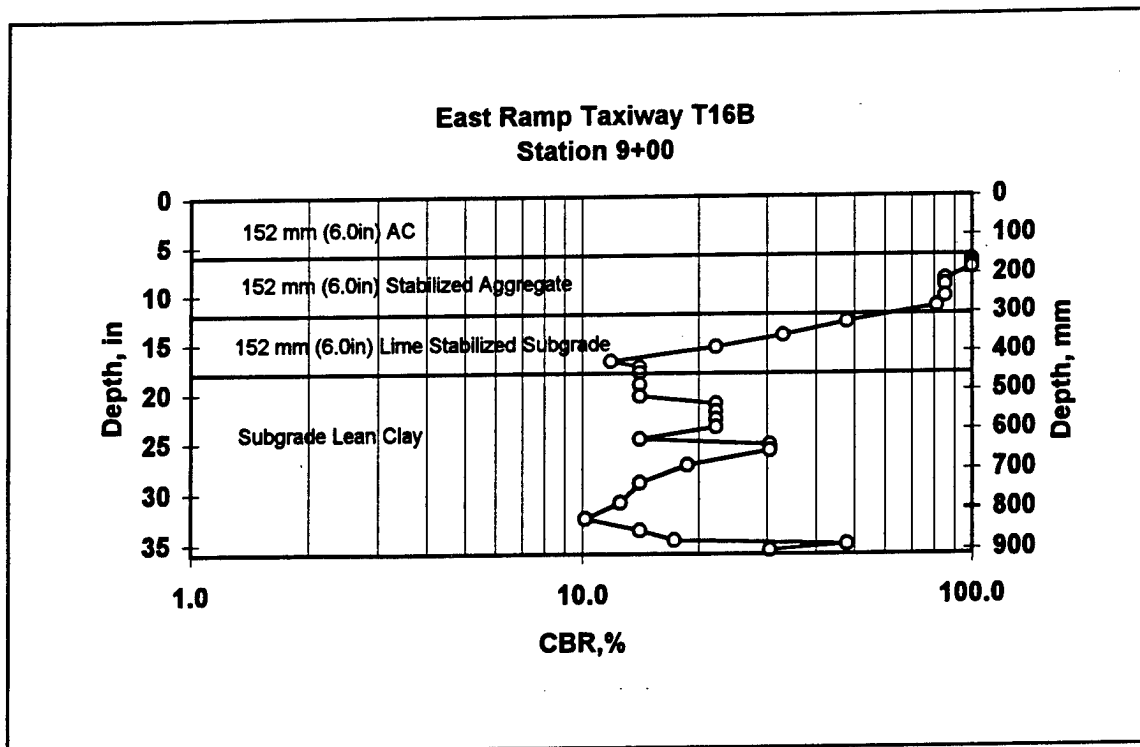 East Ramp Taxiway T16B
Station 9+00
0
5
10
15
20
25
30
35
Depth, in
152 mm (6.0in) AC
152 mm (6.0in) Stabilized Aggregate
152 mm (6.0in) Lime Stabilized Subgrade
Subgrade Lean Clay
0
100
200
300
400
500
600
700
800
900
Depth, mm
1.0
10.0
100.0
CBR,%